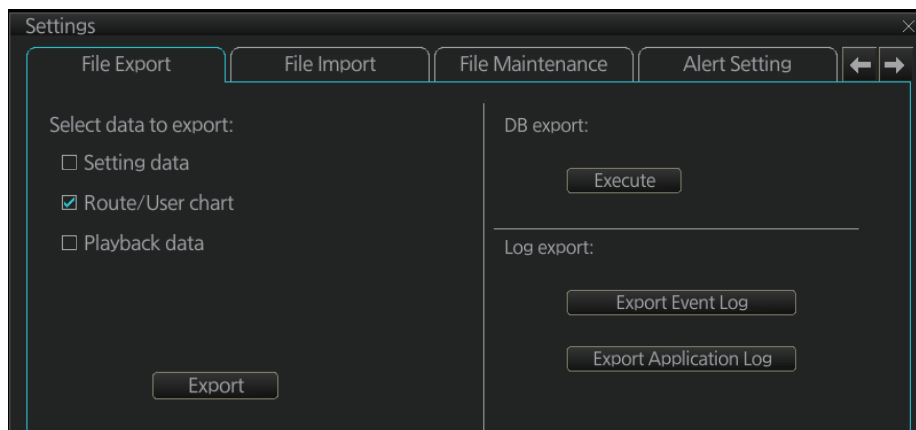 Settings
File Export
File Import
File Maintenance
Alert Setting
Select data to export:
Setting data
Route/User chart
Playback data
Export
DB export:
Execute
Log export:
Export Event Log
Export Application Log